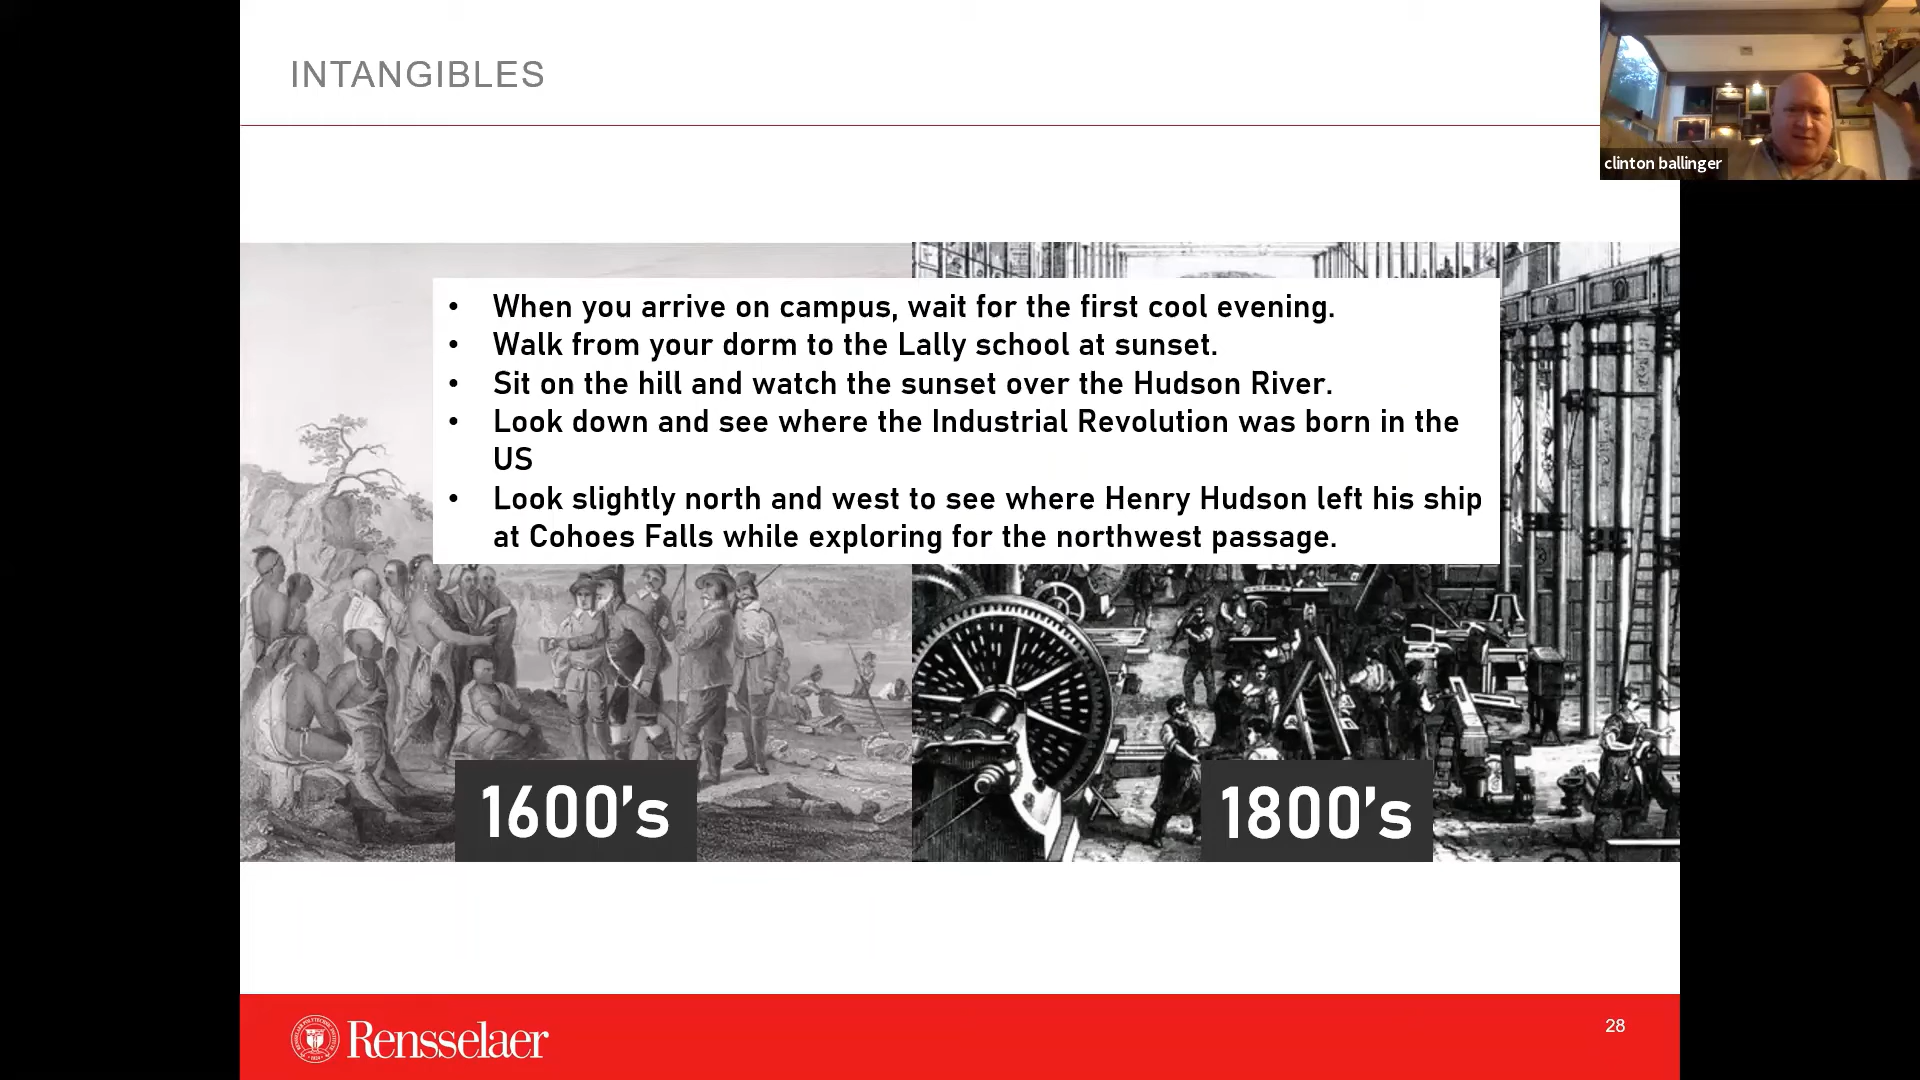 INTANGIBLES
clinton ballinger
• When you arrive on campus, wait for the first cool evening.
• Walk from your dorm to the Lally school at sunset.
• Sit on the hill and watch the sunset over the Hudson River.
• Look down and see where the Industrial Revolution was born in the
US
• Look slightly north and west to see where Henry Hudson left his ship
at Cohoes Falls while exploring for the northwest passage.
1600's
1800's
Rensselaer
28